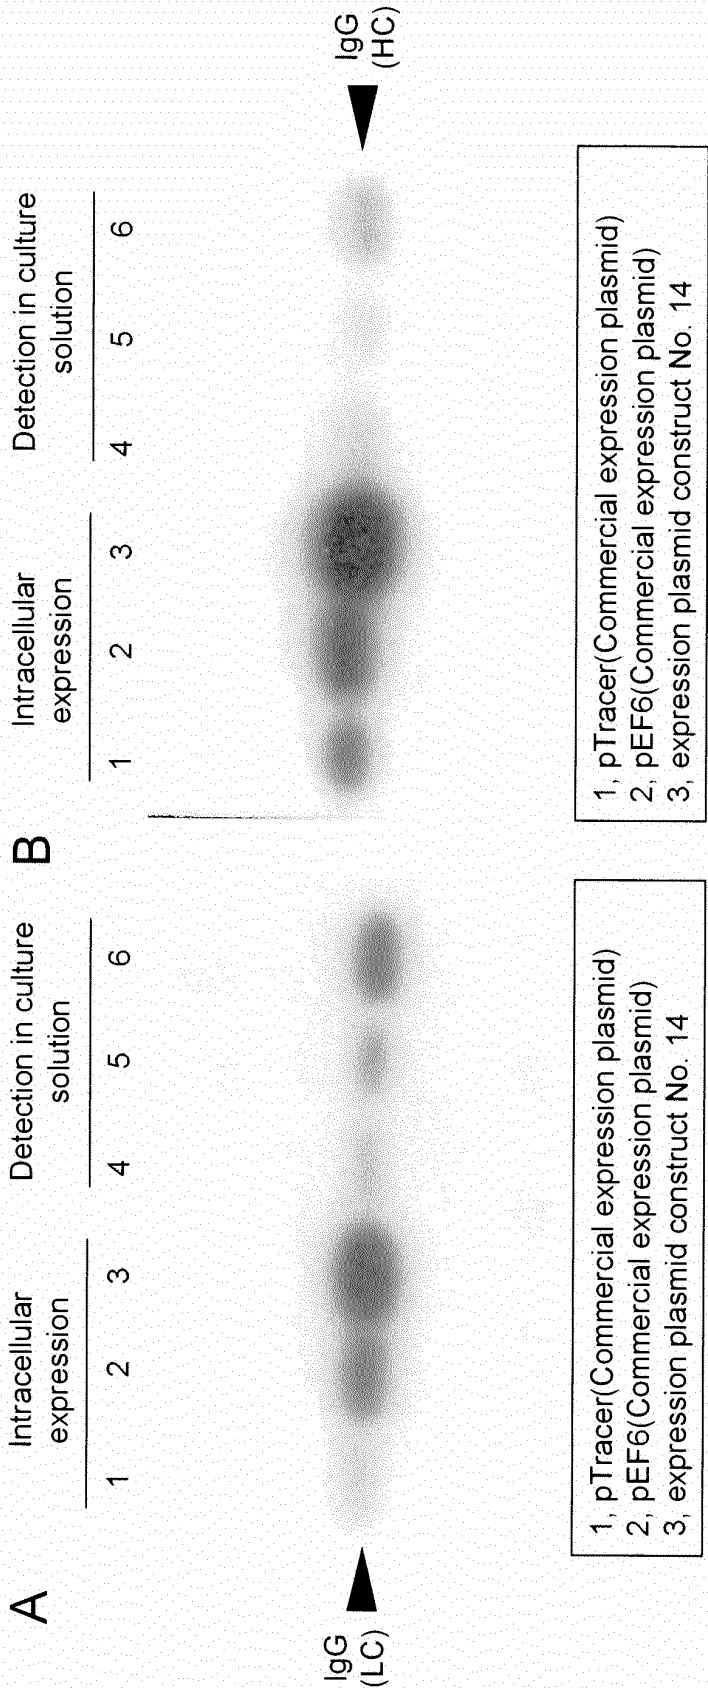 A
Intracellular
expression
Detection in culture
solution
1 2 3 4 5 6
IgG
(LC)
1, pTracer(Commercial expression plasmid)
2, pEF6(Commercial expression plasmid)
3, expression plasmid construct No. 14
B
Intracellular
expression
Detection in culture
solution
1 2 3 4 5 6
IgG
(HC)
1, pTracer(Commercial expression plasmid)
2, pEF6(Commercial expression plasmid)
3, expression plasmid construct No. 14